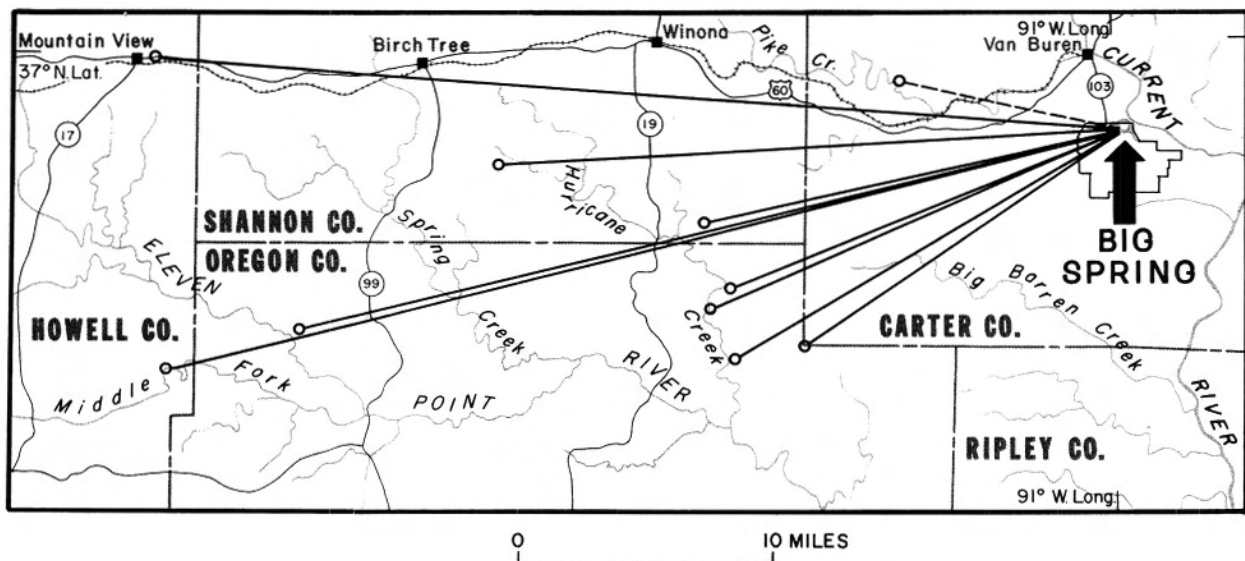 Mountain View
37° N. Lat.
Birch Tree
Winona
Pike Cr.
91° W. Long.
Van Buren
CURRENT
60
103
17
19
Hurricane
SHANNON CO.
OREGON CO.
Spring
ELEVEN
BIG
SPRING
99
Big Barren Creek
HOWELL CO.
CARTER CO.
Creek
Creek
RIVER
Middle Fork
POINT
RIVER
RIPLEY CO.
91° W. Long.
0 10 MILES